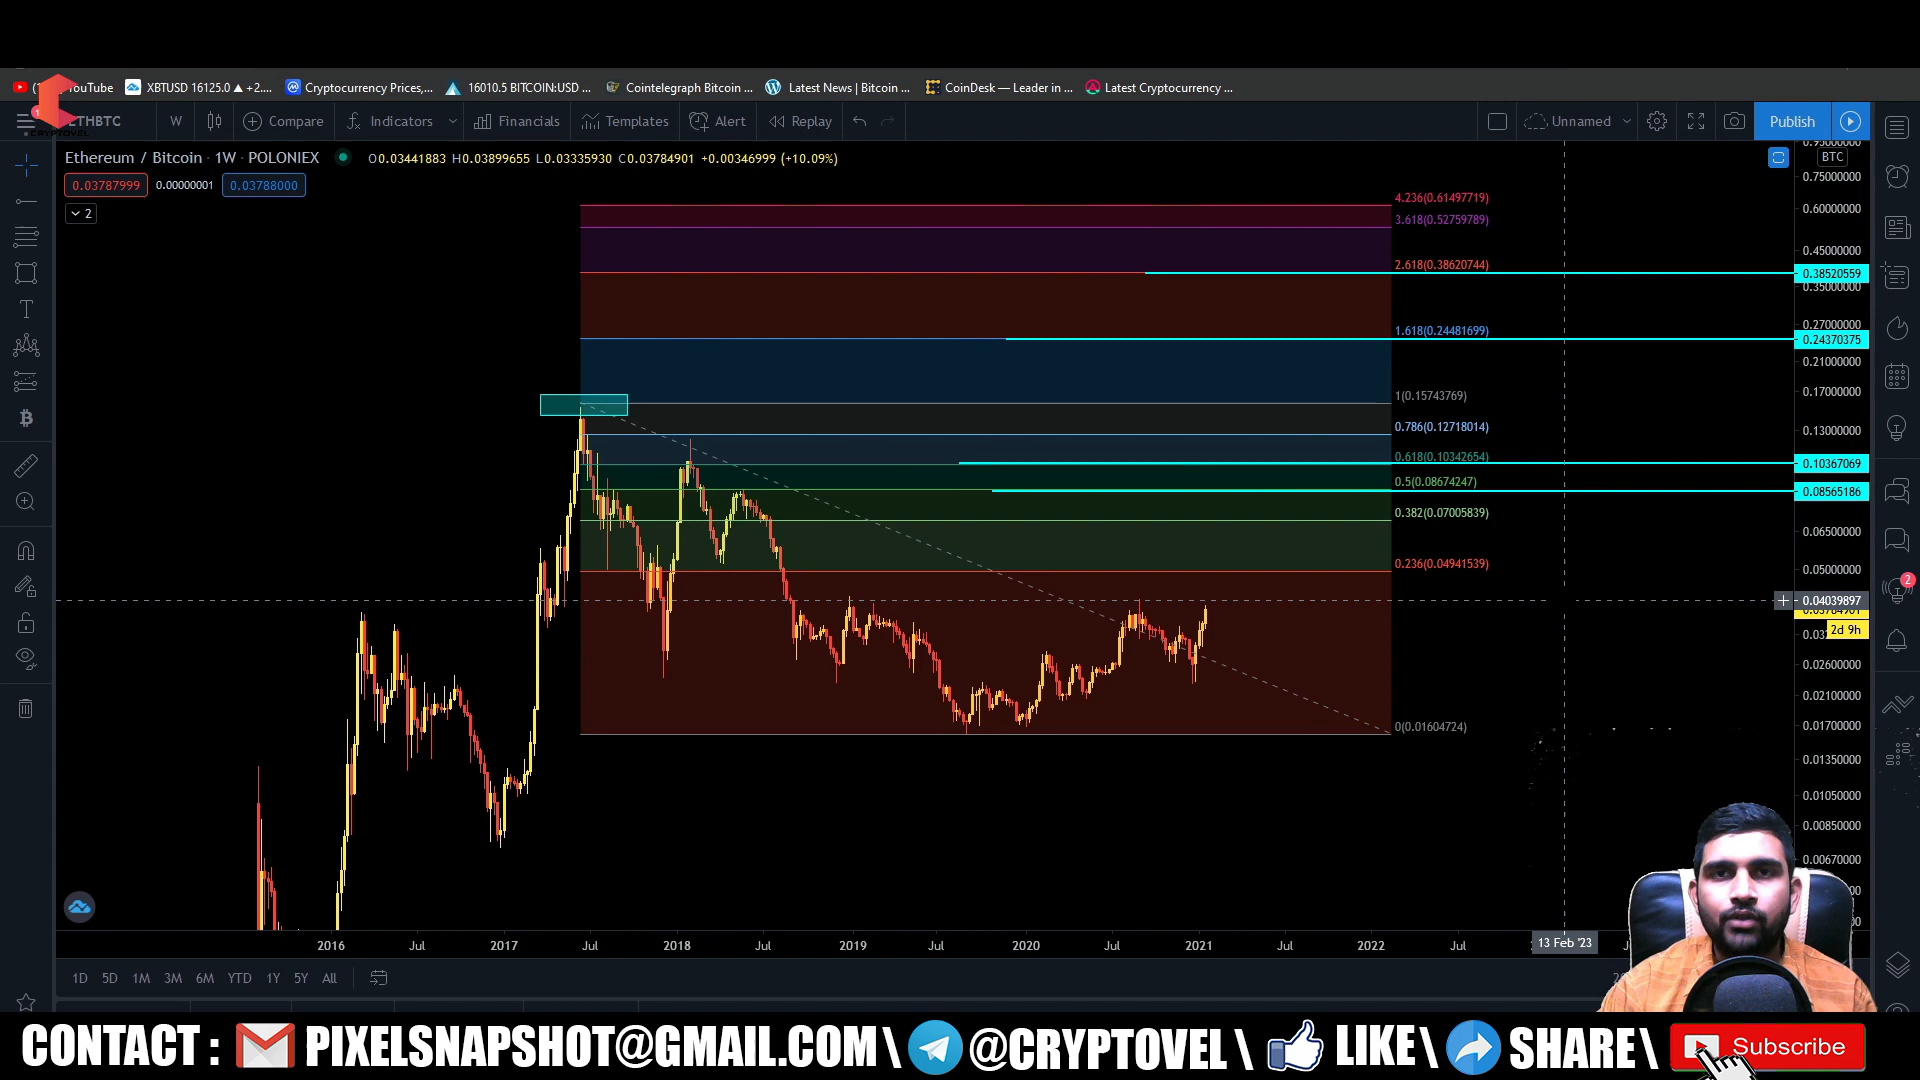 YouTube
XBTUSD 16125.0 ▲ +2....
Cryptocurrency Prices,...
16010.5 BITCOIN:USD ...
Cointelegraph Bitcoin ...
Latest News | Bitcoin ...
CoinDesk — Leader in ...
Latest Cryptocurrency ...
ETHBTC
CRYPTOVEL
W
Compare
Indicators
Financials
Templates
Alert
Replay
Unnamed
Publish
Ethereum / Bitcoin · 1W · POLONIEX
O0.03441883 H0.03899655 L0.03335930 C0.03784901 +0.00346999 (+10.09%)
BTC
0.03787999
0.00000001
0.03788000
2
4.236(0.61497719)
3.618(0.52759789)
2.618(0.38620744)
1.618(0.24481699)
1(0.15743769)
0.786(0.12718014)
0.618(0.10342654)
0.5(0.08674247)
0.382(0.07005839)
0.236(0.04941539)
0(0.01604724)
0.75000000
0.60000000
0.45000000
0.38520559
0.35000000
0.27000000
0.24370375
0.21000000
0.17000000
0.13000000
0.10367069
0.08565186
0.06500000
0.05000000
0.04039897
2d 9h
0.02600000
0.02100000
0.01700000
0.01350000
0.01050000
0.00850000
0.00670000
2
2016
Jul
2017
Jul
2018
Jul
2019
Jul
2020
Jul
2021
Jul
2022
Jul
13 Feb '23
1D 5D 1M 3M 6M YTD 1Y 5Y All
CONTACT : PIXELSNAPSHOT@GMAIL.COM \ @CRYPTOVEL \ LIKE\ SHARE\ Subscribe